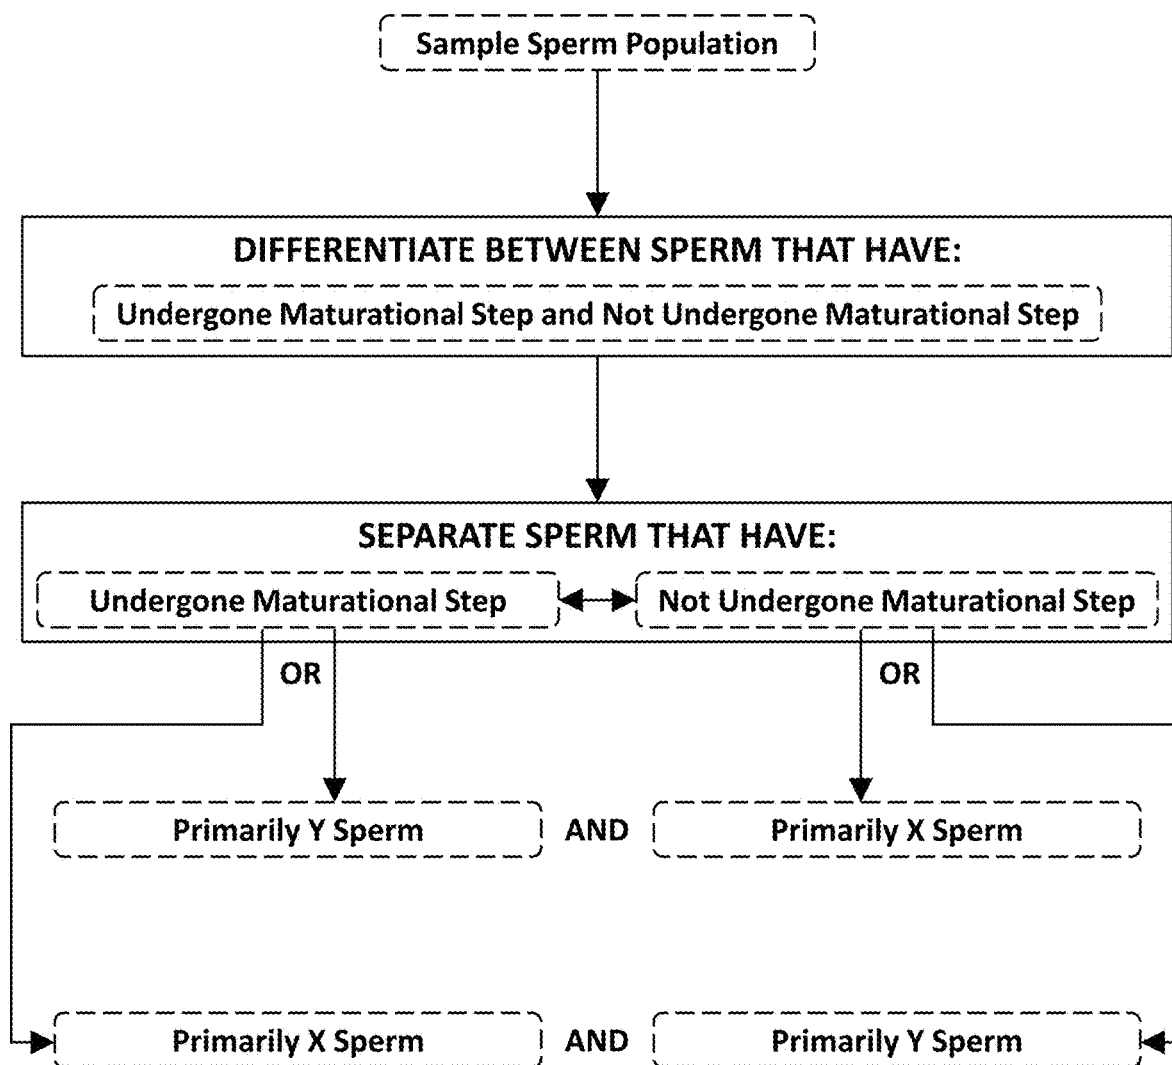 Sample Sperm Population
DIFFERENTIATE BETWEEN SPERM THAT HAVE:
Undergone Maturational Step and Not Undergone Maturational Step
SEPARATE SPERM THAT HAVE:
Undergone Maturational Step
Not Undergone Maturational Step
OR
OR
Primarily Y Sperm AND Primarily X Sperm
Primarily X Sperm AND Primarily Y Sperm